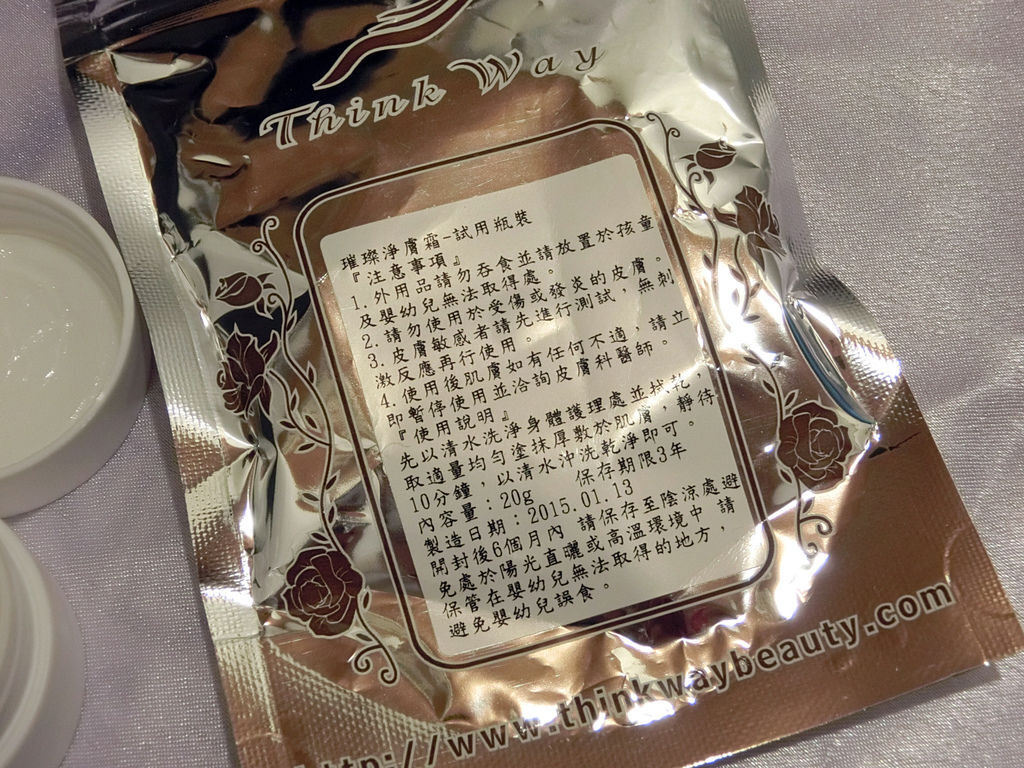 Think Way
璀璨淨膚霜-試用瓶裝
『注意事項』
1.外用品請勿吞食並請放置於孩童
及嬰幼兒無法取得處。
2.請勿使用於受傷或發炎的皮膚。
3.皮膚敏感者請先進行測試、無刺
激反應再行使用。
4.使用後肌膚如有任何不適，請立
即暫停使用並洽詢皮膚科醫師。
『使用說明』
先以清水洗淨身體護理處並拭乾
取適量均勻塗抹厚敷於肌膚，靜待
10分鐘，以清水沖洗乾淨即可。
內容量：20g 保存期限3年
製造日期：2015.01.13
開封後6個月內 請保存至陰涼處避
免處於陽光直曬或高溫環境中 請
保管在嬰幼兒無法取得的地方，
避免嬰幼兒誤食。
http://www.thinkwaybeauty.com